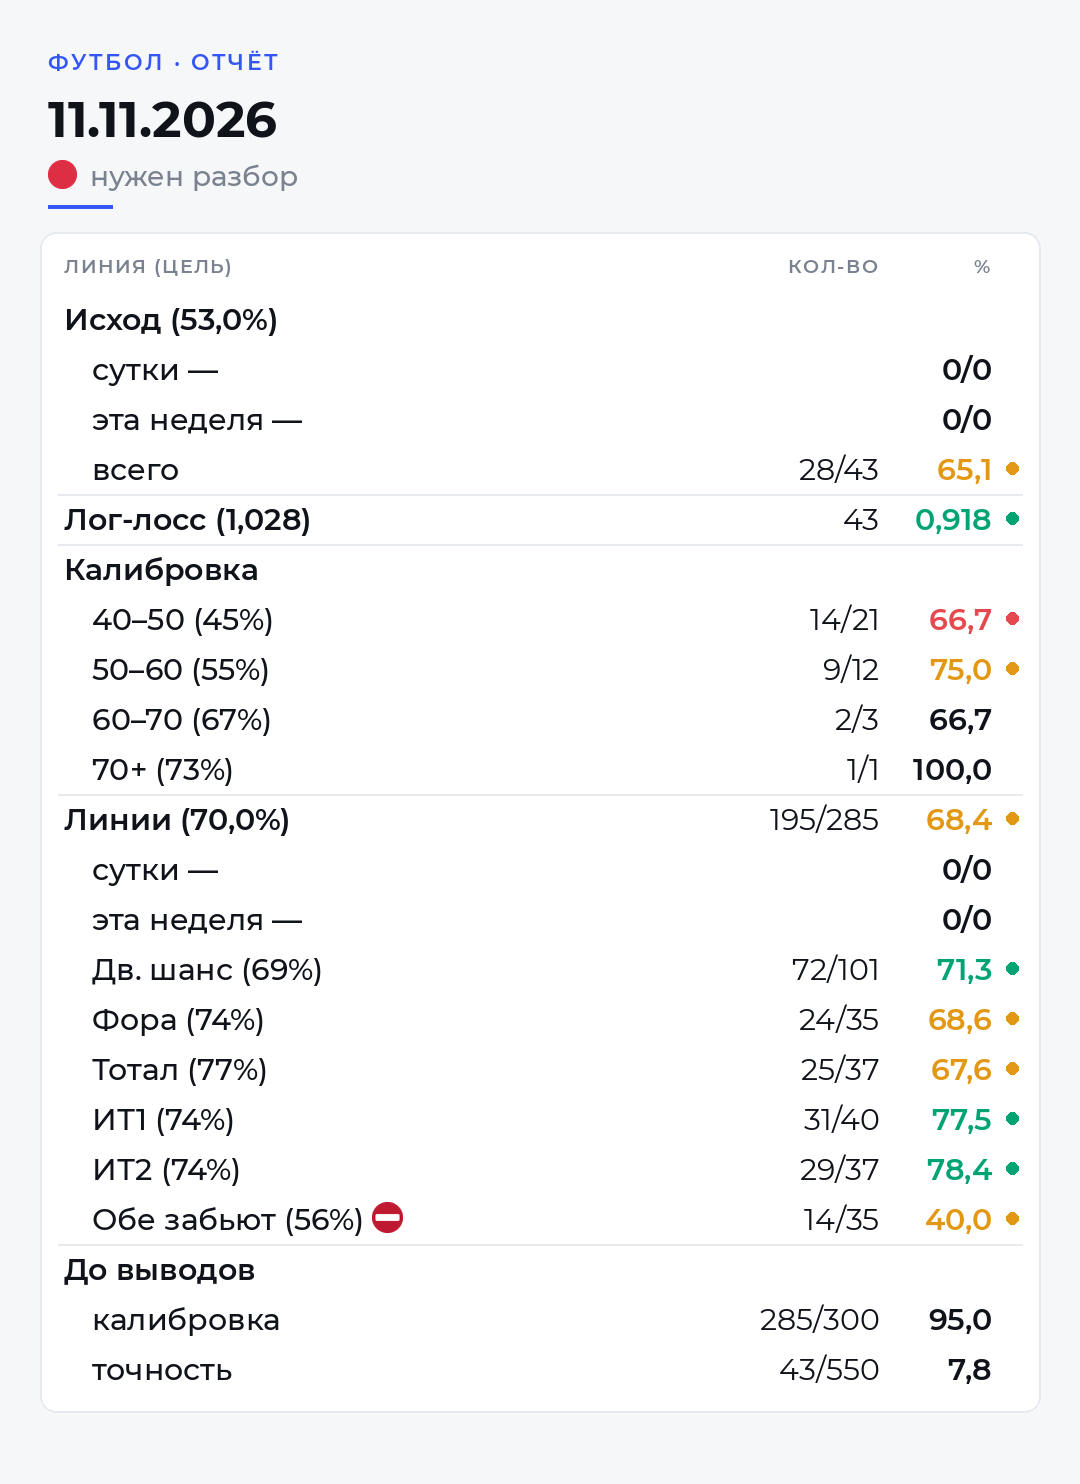 ФУТБОЛ · ОТЧЁТ
11.11.2026
нужен разбор
ЛИНИЯ (ЦЕЛЬ) КОЛ-ВО %
Исход (53,0%)
сутки — 0/0
эта неделя — 0/0
всего 28/43 65,1
Лог-лосс (1,028) 43 0,918
Калибровка
40–50 (45%) 14/21 66,7
50–60 (55%) 9/12 75,0
60–70 (67%) 2/3 66,7
70+ (73%) 1/1 100,0
Линии (70,0%) 195/285 68,4
сутки — 0/0
эта неделя — 0/0
Дв. шанс (69%) 72/101 71,3
Фора (74%) 24/35 68,6
Тотал (77%) 25/37 67,6
ИТ1 (74%) 31/40 77,5
ИТ2 (74%) 29/37 78,4
Обе забьют (56%) 14/35 40,0
До выводов
калибровка 285/300 95,0
точность 43/550 7,8